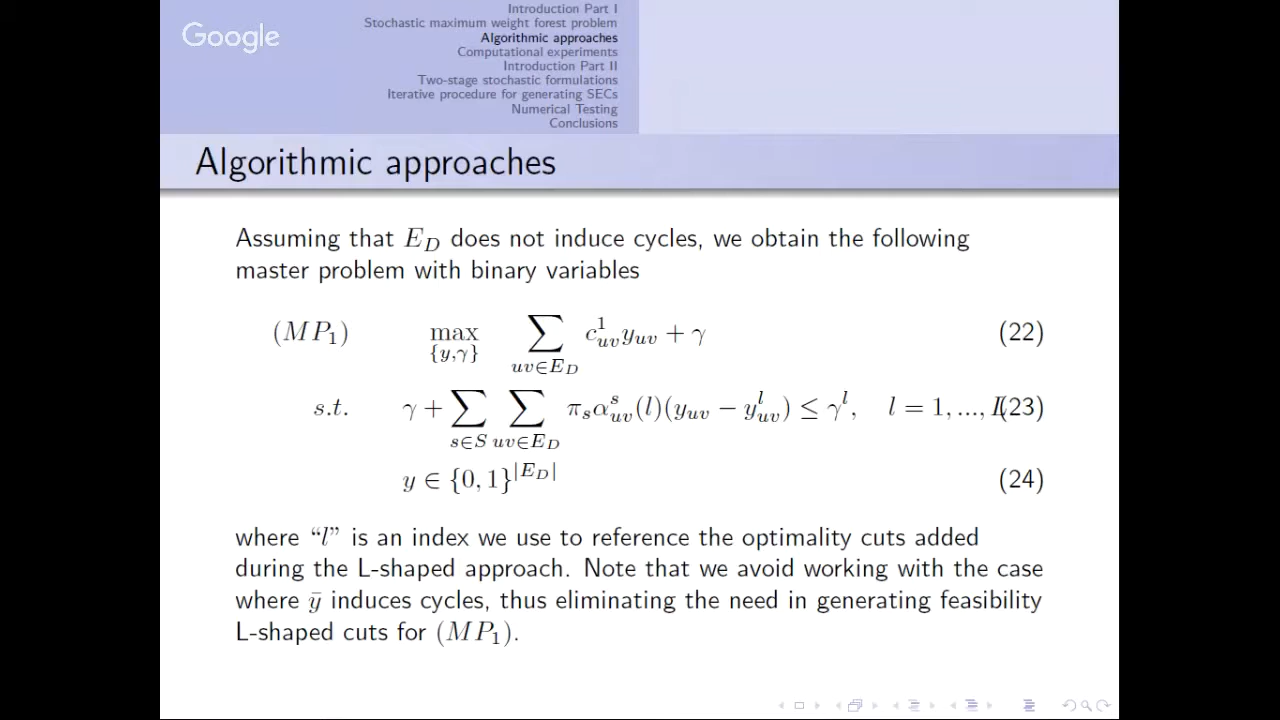 Google
Introduction Part I
Stochastic maximum weight forest problem
Algorithmic approaches
Computational experiments
Introduction Part II
Two-stage stochastic formulations
Iterative procedure for generating SECs
Numerical Testing
Conclusions
Algorithmic approaches
Assuming that E_D does not induce cycles, we obtain the following
master problem with binary variables
(MP_1) max_{y,γ} ∑_{uv∈E_D} c^1_{uv} y_{uv} + γ (22)
s.t. γ + ∑_{s∈S} ∑_{uv∈E_D} π_s α^s_{uv}(l)(y_{uv} − y^l_{uv}) ≤ γ^l, l = 1, ..., L (23)
y ∈ {0, 1}^{|E_D|} (24)
where “l” is an index we use to reference the optimality cuts added
during the L-shaped approach. Note that we avoid working with the case
where ȳ induces cycles, thus eliminating the need in generating feasibility
L-shaped cuts for (MP_1).